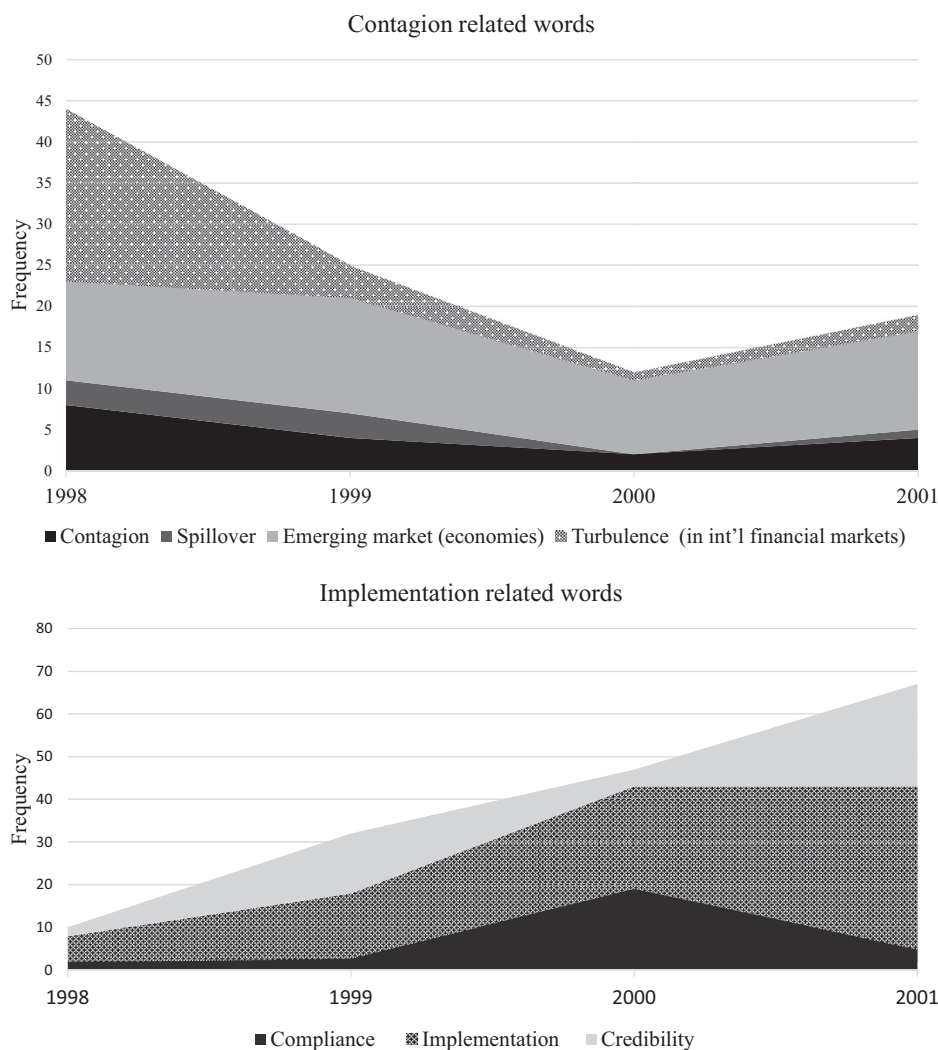 Contagion related words
50
45
40
35
30
25
20
15
10
5
0
Frequency
1998 1999 2000 2001
Contagion Spillover Emerging market (economies) Turbulence (in int'l financial markets)
Implementation related words
80
70
60
50
40
30
20
10
0
Frequency
1998 1999 2000 2001
Compliance Implementation Credibility